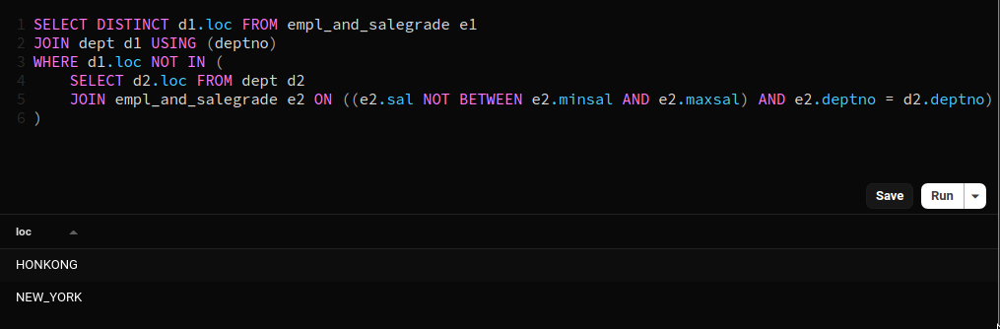 1 SELECT DISTINCT d1.loc FROM empl_and_salegrade e1
2 JOIN dept d1 USING (deptno)
3 WHERE d1.loc NOT IN (
4     SELECT d2.loc FROM dept d2
5     JOIN empl_and_salegrade e2 ON ((e2.sal NOT BETWEEN e2.minsal AND e2.maxsal) AND e2.deptno = d2.deptno)
6 )
Save Run
loc
HONKONG
NEW_YORK